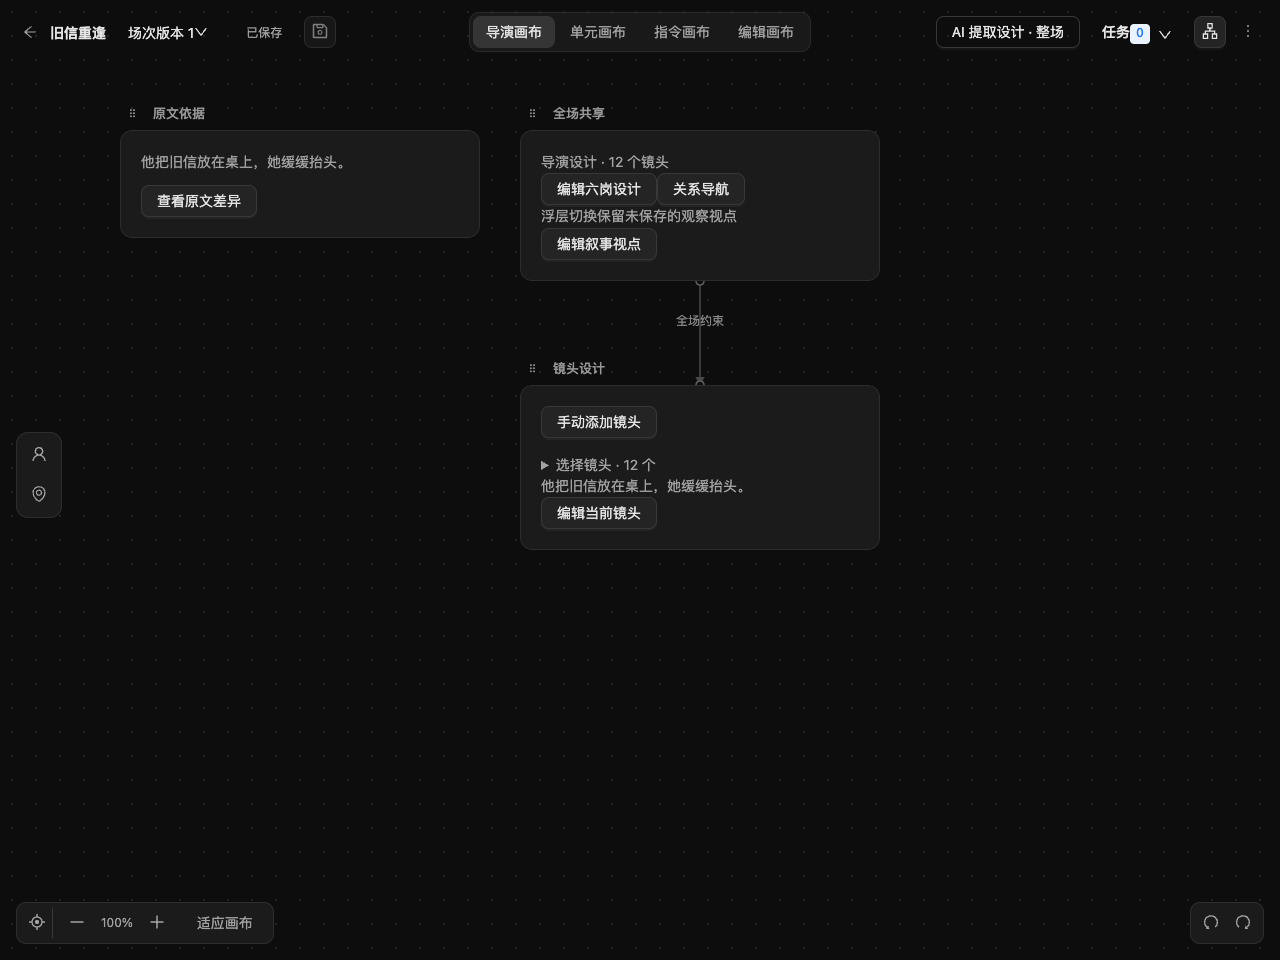 旧信重逢 场次版本 1 已保存 导演画布 单元画布 指令画布 编辑画布 AI 提取设计 · 整场 任务 0
原文依据
他把旧信放在桌上，她缓缓抬头。
查看原文差异
全场共享
导演设计 · 12 个镜头
编辑六岗设计 关系导航
浮层切换保留未保存的观察视点
编辑叙事视点
全场约束
镜头设计
手动添加镜头
选择镜头 · 12 个
他把旧信放在桌上，她缓缓抬头。
编辑当前镜头
100% 适应画布